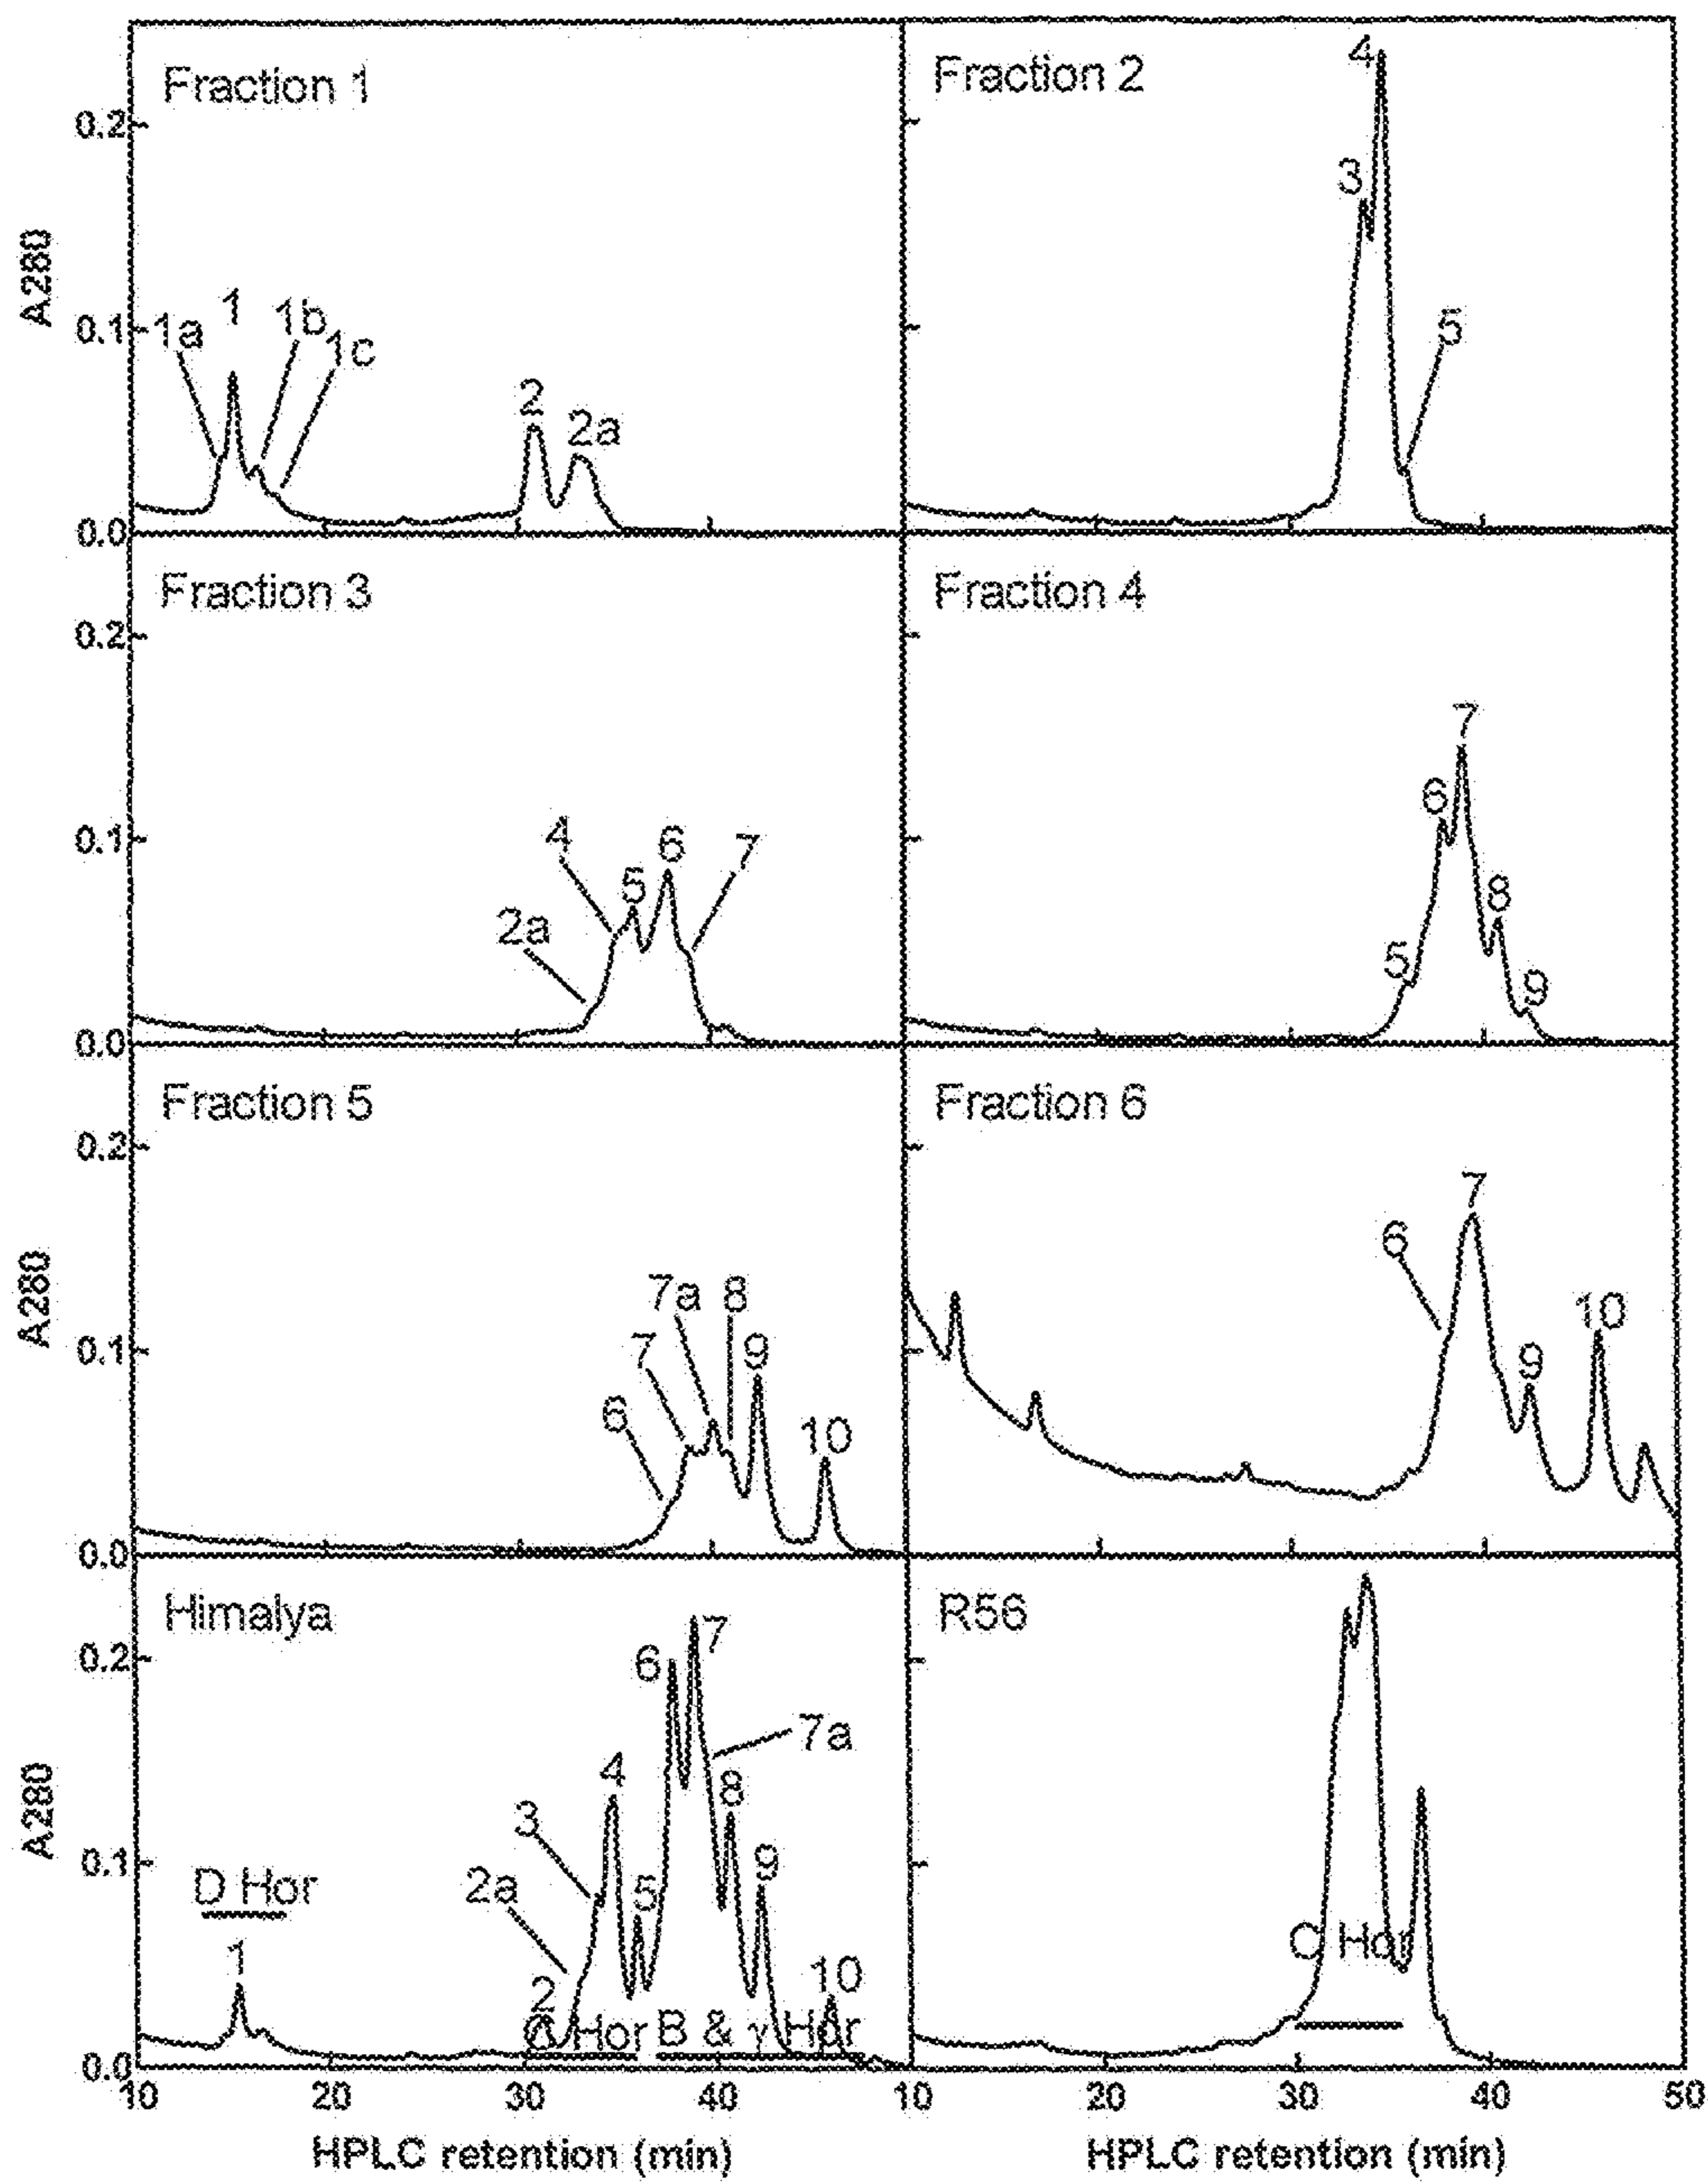 Fraction 1
Fraction 2
A280
0.2
0.1
0.0
1a
1
1b
1c
2
2a
3
4
5
Fraction 3
Fraction 4
0.2
0.1
0.0
2a
4
5
6
7
5
6
7
8
9
Fraction 5
Fraction 6
A280
0.2
0.1
0.0
6
7
7a
8
9
10
6
7
9
10
Himalya
R56
A280
0.2
0.1
0.0
D Hor
1
2
2a
3
4
5
6
7
7a
8
9
10
C Hor
B & γ Hor
C Hor
10
20
30
40
10
20
30
40
50
HPLC retention (min)
HPLC retention (min)